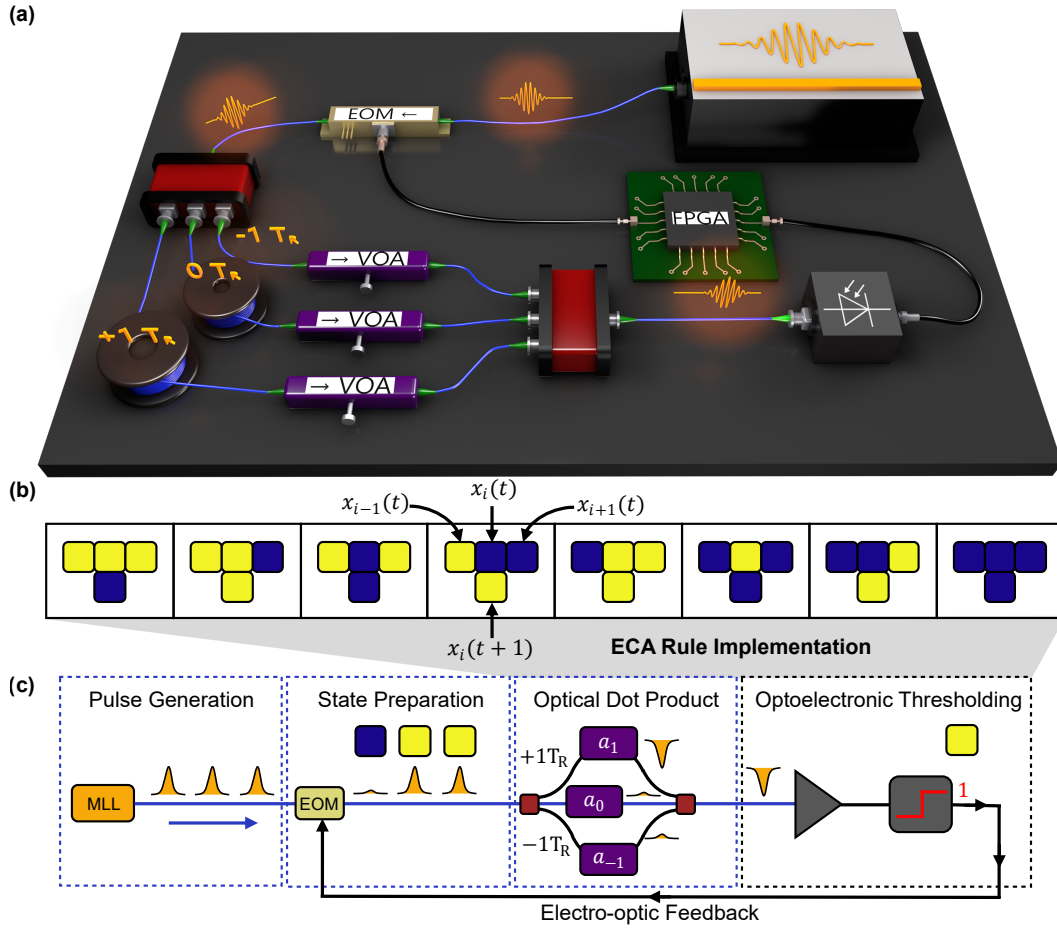 (a)
EOM ←
FPGA
-1 T_R
0 T_R
+1 T_R
→ VOA
→ VOA
→ VOA
(b)
x_{i−1}(t)
x_i(t)
x_{i+1}(t)
x_i(t + 1)
ECA Rule Implementation
(c)
Pulse Generation
State Preparation
Optical Dot Product
Optoelectronic Thresholding
MLL
EOM
+1T_R
a_1
a_0
−1T_R
a_{−1}
1
Electro-optic Feedback